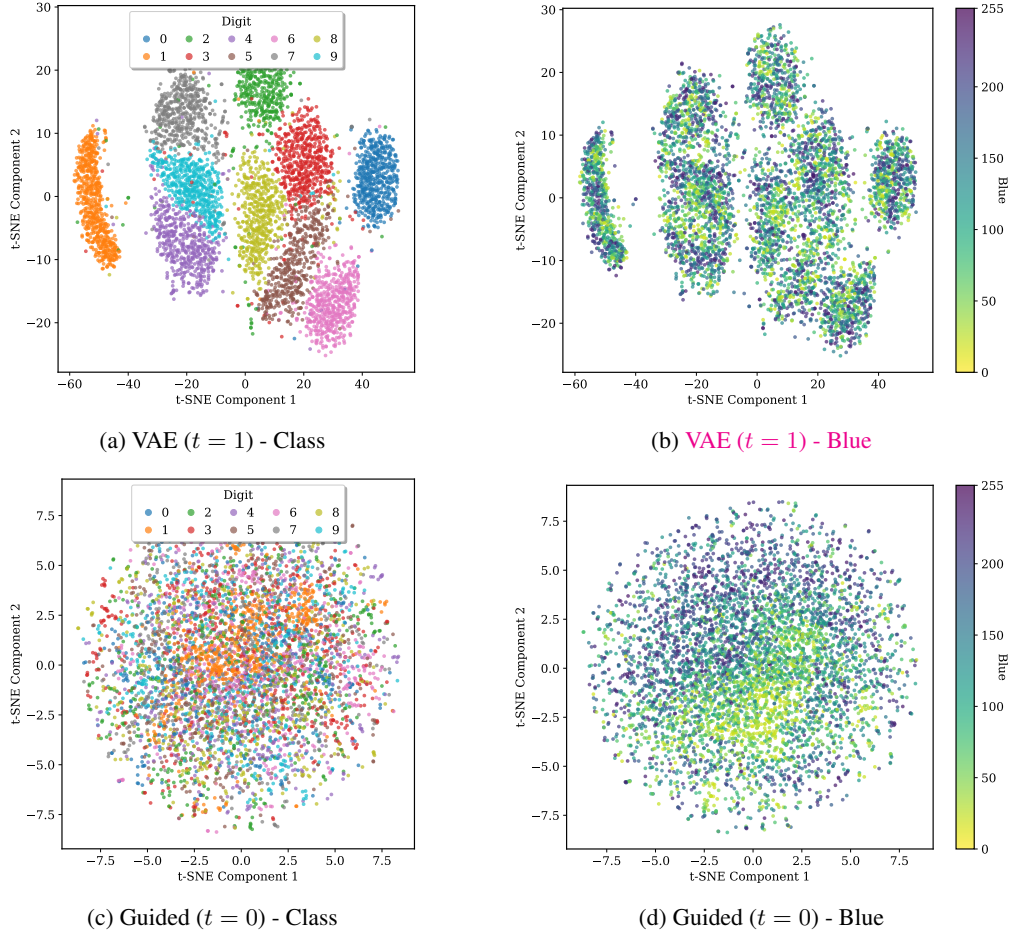 Digit
0 2 4 6 8
1 3 5 7 9
30
20
10
0
−10
−20
−60 −40 −20 0 20 40
t-SNE Component 1
t-SNE Component 2
(a) VAE (t = 1) - Class
30
20
10
0
−10
−20
−60 −40 −20 0 20 40
t-SNE Component 1
t-SNE Component 2
255
200
150
100
50
0
Blue
(b) VAE (t = 1) - Blue
Digit
0 2 4 6 8
1 3 5 7 9
7.5
5.0
2.5
0.0
−2.5
−5.0
−7.5
−7.5 −5.0 −2.5 0.0 2.5 5.0 7.5
t-SNE Component 1
t-SNE Component 2
(c) Guided (t = 0) - Class
7.5
5.0
2.5
0.0
−2.5
−5.0
−7.5
−7.5 −5.0 −2.5 0.0 2.5 5.0 7.5
t-SNE Component 1
t-SNE Component 2
255
200
150
100
50
0
Blue
(d) Guided (t = 0) - Blue